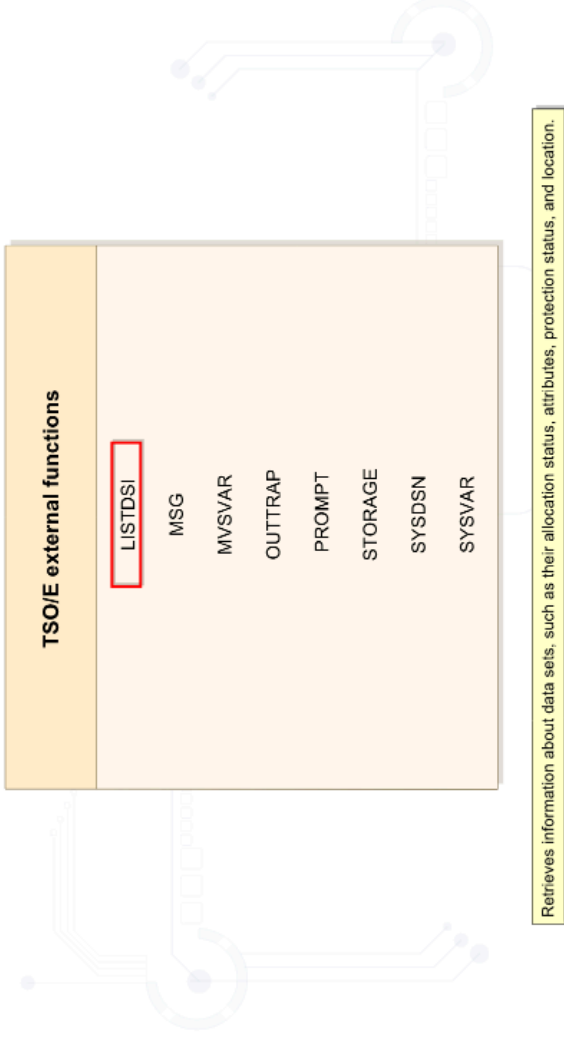 TSO/E external functions
LISTDSI
MSG
MVSVAR
OUTTRAP
PROMPT
STORAGE
SYSDSN
SYSVAR
Retrieves information about data sets, such as their allocation status, attributes, protection status, and location.